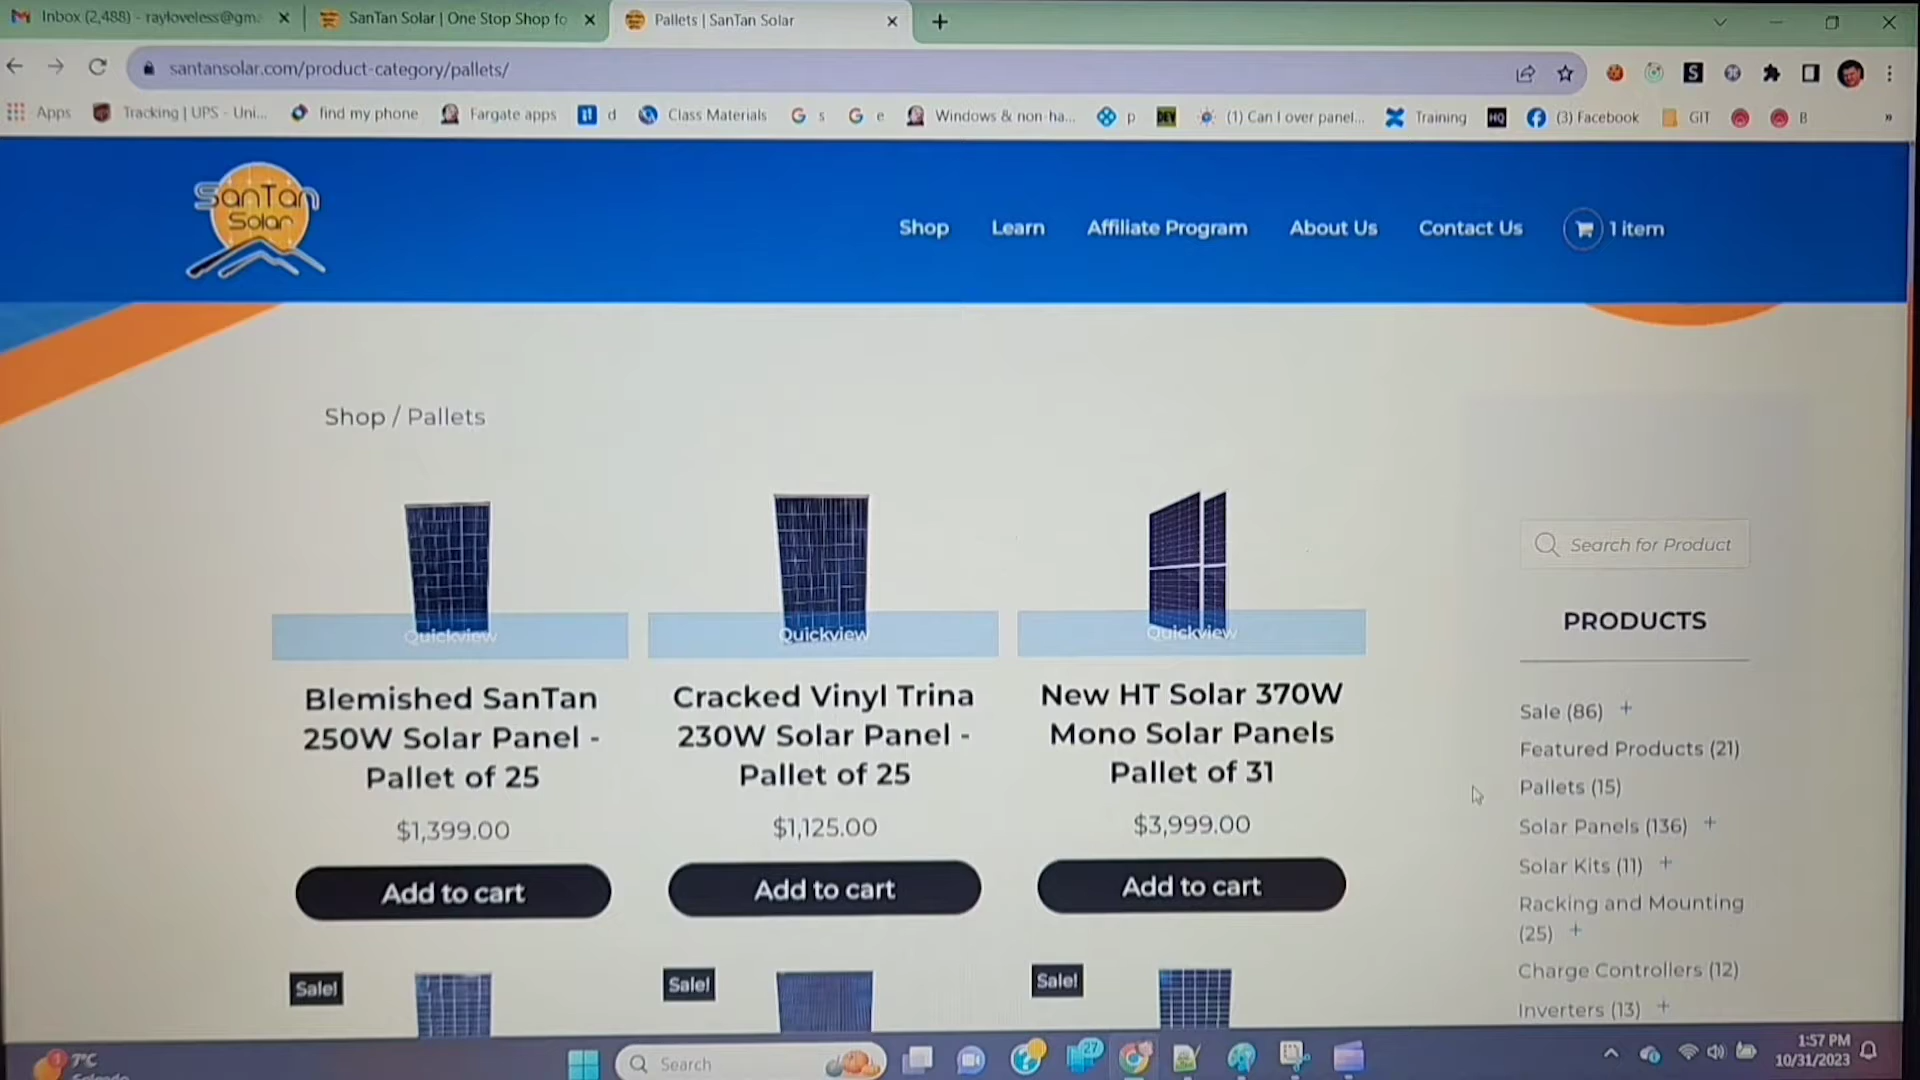 Inbox (2,488) - rayloveless@gm
SanTan Solar | One Stop Shop fo
Pallets | SanTan Solar
santansolar.com/product-category/pallets/
Apps
Tracking | UPS - Uni...
find my phone
Fargate apps
d
Class Materials
s
e
Windows & non-ha...
p
DEV
(1) Can I over panel...
Training
HQ
(3) Facebook
GIT
B
»
SanTan
Solar
Shop
Learn
Affiliate Program
About Us
Contact Us
1 item
Shop / Pallets
Quickview
Quickview
Quickview
Blemished SanTan
250W Solar Panel -
Pallet of 25
$1,399.00
Add to cart
Cracked Vinyl Trina
230W Solar Panel -
Pallet of 25
$1,125.00
Add to cart
New HT Solar 370W
Mono Solar Panels
Pallet of 31
$3,999.00
Add to cart
Sale!
Sale!
Sale!
Search for Product
PRODUCTS
Sale (86) +
Featured Products (21)
Pallets (15)
Solar Panels (136) +
Solar Kits (11) +
Racking and Mounting
(25) +
Charge Controllers (12)
Inverters (13) +
1
7°C
Search
27
1:57 PM
10/31/2023